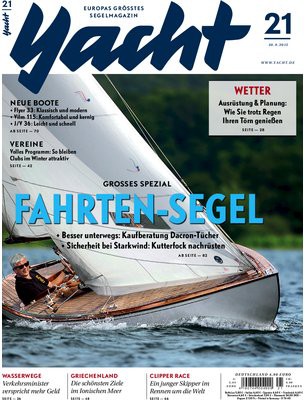 21
Yacht
EUROPAS GRÖSSTES
SEGELMAGAZIN
Yacht
21
WWW.YACHT.DE
NEUE BOOTE
• Flyer 33: Klassisch und modern
• Vilm 115: Komfortabel und kernig
• J/V 36: Leicht und schnell
AB SEITE — 70
VEREINE
Volles Programm: So bleiben
Clubs im Winter attraktiv
SEITE — 42
WETTER
Ausrüstung & Planung:
Wie Sie trotz Regen
Ihren Törn genießen
SEITE — 28
GROSSES SPEZIAL
FAHRTEN-SEGEL
• Besser unterwegs: Kaufberatung Dacron-Tücher
• Sicherheit bei Starkwind: Kutterfock nachrüsten
AB SEITE — 82
WASSERWEGE
Verkehrsminister
verspricht mehr Geld
GRIECHENLAND
Die schönsten Ziele
im Ionischen Meer
CLIPPER RACE
Ein junger Skipper im
Rennen um die Welt